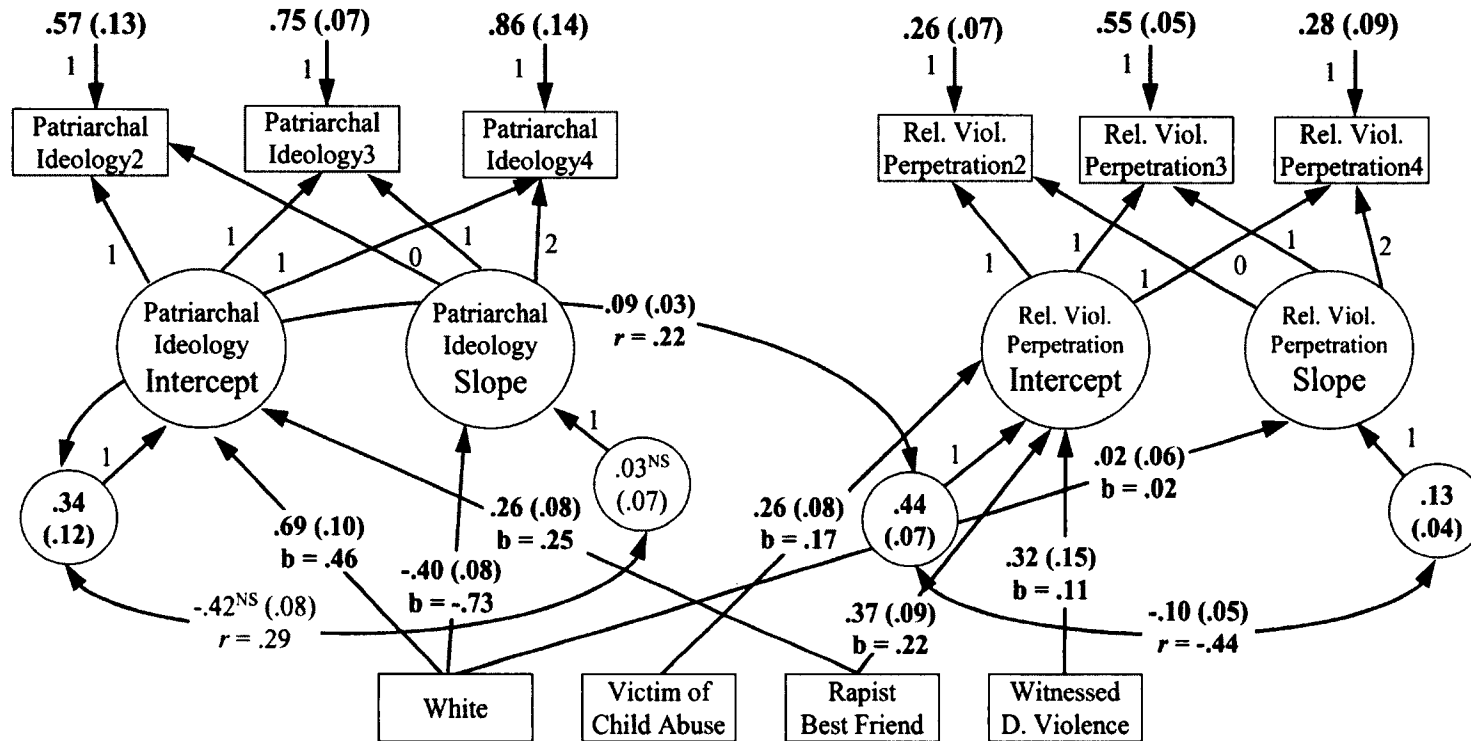 .57 (.13)
.75 (.07)
.86 (.14)
.26 (.07)
.55 (.05)
.28 (.09)
1
1
1
1
1
1
Patriarchal
Ideology2
Patriarchal
Ideology3
Patriarchal
Ideology4
Rel. Viol.
Perpetration2
Rel. Viol.
Perpetration3
Rel. Viol.
Perpetration4
1
1
1
0
1
2
1
1
1
0
1
2
Patriarchal
Ideology
Intercept
Patriarchal
Ideology
Slope
.09 (.03)
r = .22
Rel. Viol.
Perpetration
Intercept
Rel. Viol.
Perpetration
Slope
1
1
1
1
.34
(.12)
.03NS
(.07)
.44
(.07)
.13
(.04)
.69 (.10)
b = .46
.26 (.08)
b = .25
-.40 (.08)
b = -.73
.26 (.08)
b = .17
.02 (.06)
b = .02
.37 (.09)
b = .22
.32 (.15)
b = .11
-.42NS (.08)
r = .29
-.10 (.05)
r = -.44
White
Victim of
Child Abuse
Rapist
Best Friend
Witnessed
D. Violence